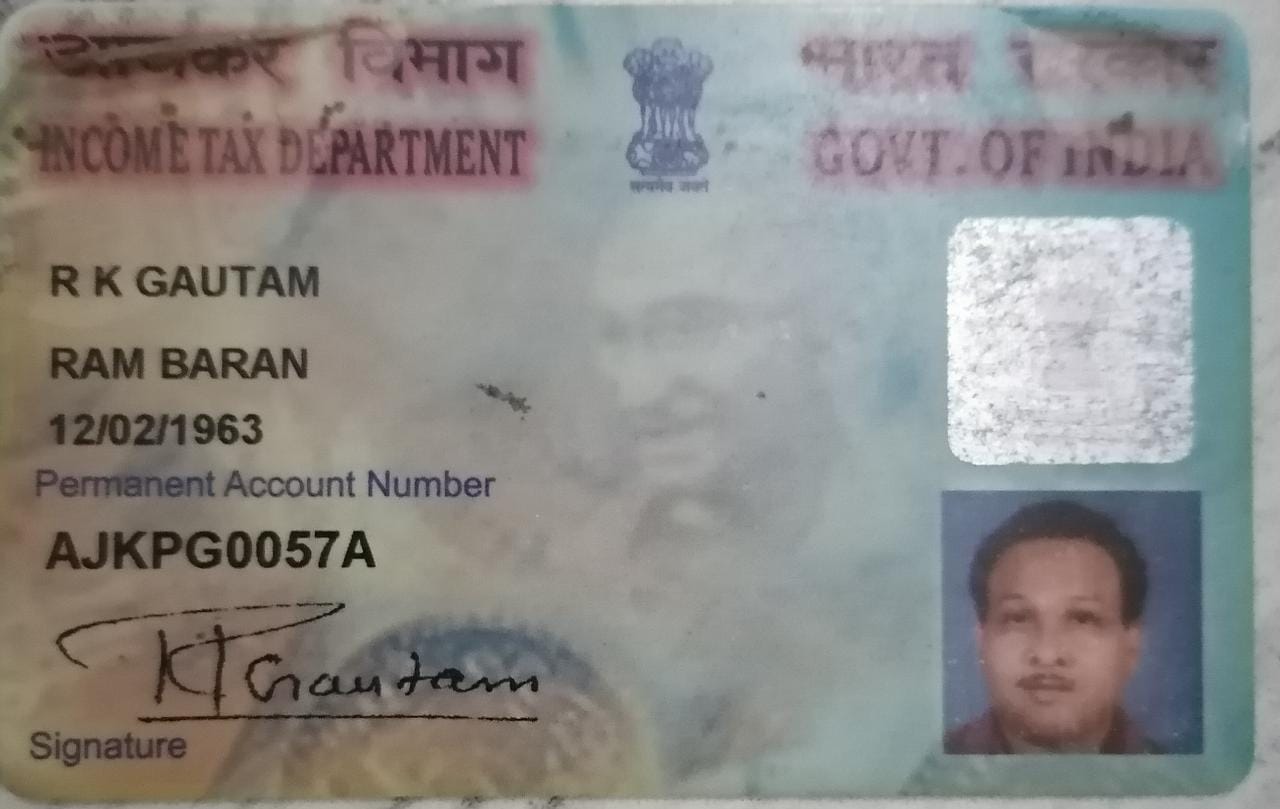 आयकर विभाग
भारत सरकार
INCOME TAX DEPARTMENT
GOVT. OF INDIA
सत्यमेव जयते
R K GAUTAM
RAM BARAN
12/02/1963
Permanent Account Number
AJKPG0057A
Gautam
Signature